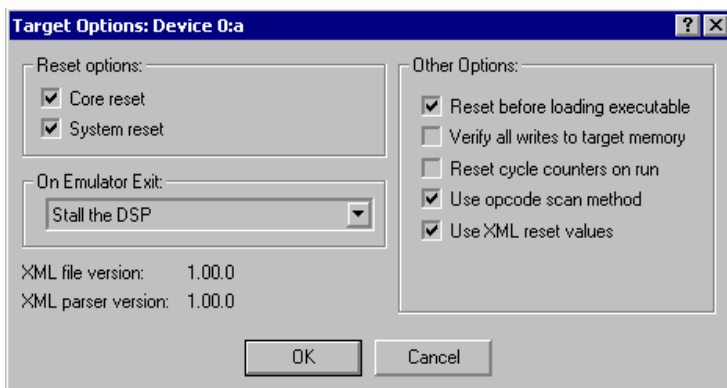 Target Options: Device 0:a
Reset options:
Core reset
System reset
On Emulator Exit:
Stall the DSP
XML file version: 1.00.0
XML parser version: 1.00.0
Other Options:
Reset before loading executable
Verify all writes to target memory
Reset cycle counters on run
Use opcode scan method
Use XML reset values
OK
Cancel